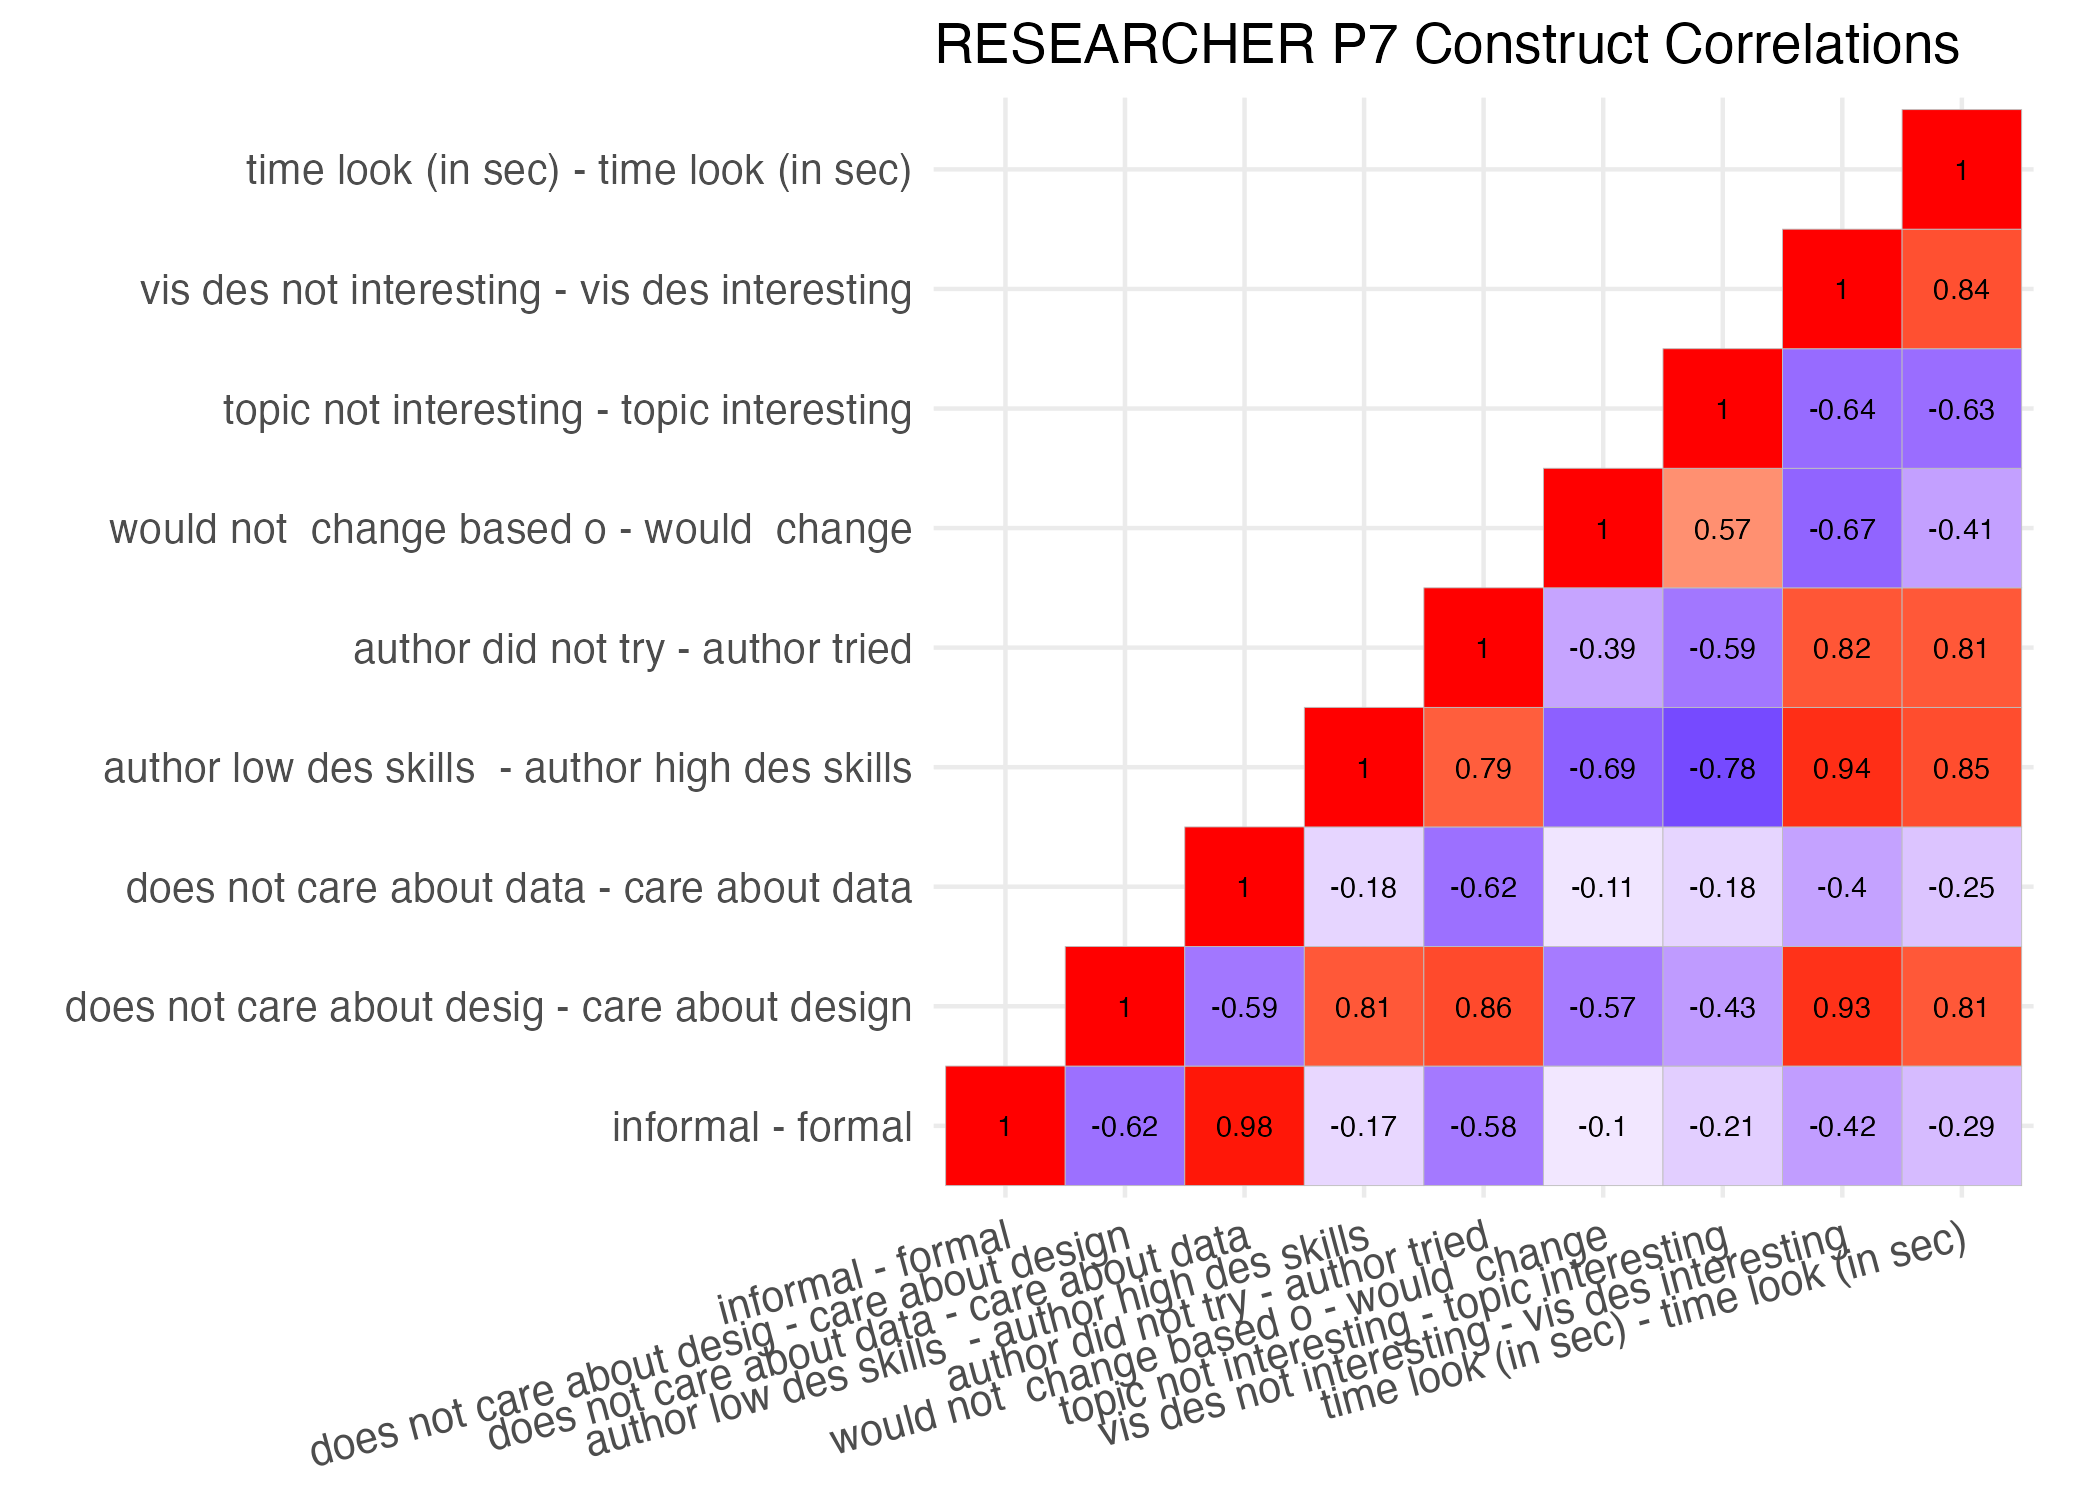 RESEARCHER P7 Construct Correlations
time look (in sec) - time look (in sec)
1
vis des not interesting - vis des interesting
1 0.84
topic not interesting - topic interesting
1 -0.64 -0.63
would not  change based o - would  change
1 0.57 -0.67 -0.41
author did not try - author tried
1 -0.39 -0.59 0.82 0.81
author low des skills  - author high des skills
1 0.79 -0.69 -0.78 0.94 0.85
does not care about data - care about data
1 -0.18 -0.62 -0.11 -0.18 -0.4 -0.25
does not care about desig - care about design
1 -0.59 0.81 0.86 -0.57 -0.43 0.93 0.81
informal - formal
1 -0.62 0.98 -0.17 -0.58 -0.1 -0.21 -0.42 -0.29
informal - formal
does not care about desig - care about design
does not care about data - care about data
author low des skills  - author high des skills
author did not try - author tried
would not  change based o - would  change
topic not interesting - topic interesting
vis des not interesting - vis des interesting
time look (in sec) - time look (in sec)